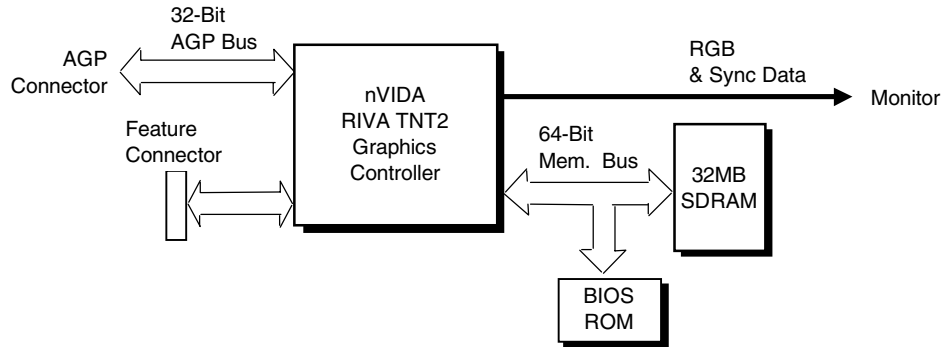 32-Bit
AGP Bus
AGP
Connector
nVIDA
RIVA TNT2
Graphics
Controller
RGB
& Sync Data
Monitor
Feature
Connector
64-Bit
Mem. Bus
32MB
SDRAM
BIOS
ROM